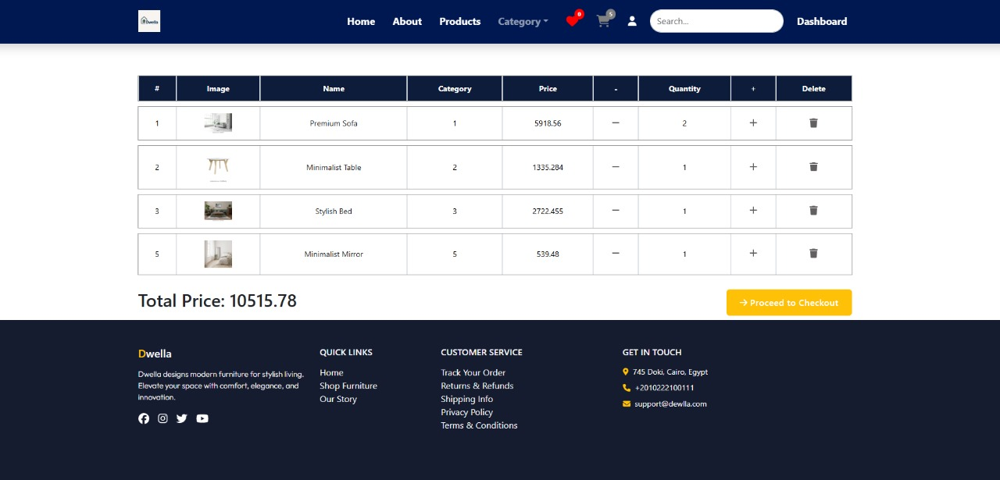 Dwella
Home
About
Products
Category
0
5
Search...
Dashboard
# Image Name Category Price - Quantity + Delete
1 Premium Sofa 1 5918.56 2
2 Minimalist Table 2 1335.284 1
3 Stylish Bed 3 2722.455 1
5 Minimalist Mirror 5 539.48 1
Total Price: 10515.78
Proceed to Checkout
Dwella
Dwella designs modern furniture for stylish living.
Elevate your space with comfort, elegance, and
innovation.
QUICK LINKS
Home
Shop Furniture
Our Story
CUSTOMER SERVICE
Track Your Order
Returns & Refunds
Shipping Info
Privacy Policy
Terms & Conditions
GET IN TOUCH
745 Doki, Cairo, Egypt
+2010222100111
support@dewlla.com